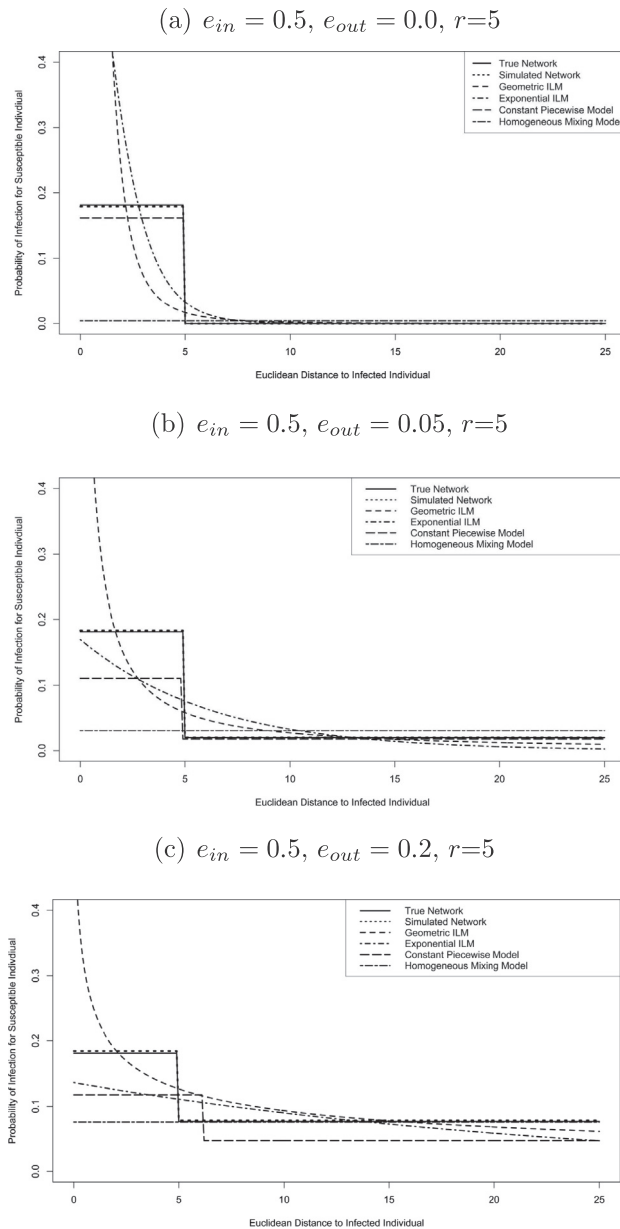 (a) e_in = 0.5, e_out = 0.0, r=5
Probability of Infection for Susceptible Indivdiual
0.4
0.3
0.2
0.1
0.0
True Network
Simulated Network
Geometric ILM
Exponential ILM
Constant Piecewise Model
Homogeneous Mixing Model
0 5 10 15 20 25
Euclidean Distance to Infected Individual
(b) e_in = 0.5, e_out = 0.05, r=5
Probability of Infection for Susceptible Indivdiual
0.4
0.3
0.2
0.1
0.0
True Network
Simulated Network
Geometric ILM
Exponential ILM
Constant Piecewise Model
Homogeneous Mixing Model
0 5 10 15 20 25
Euclidean Distance to Infected Individual
(c) e_in = 0.5, e_out = 0.2, r=5
Probability of Infection for Susceptible Indivdiual
0.4
0.3
0.2
0.1
0.0
True Network
Simulated Network
Geometric ILM
Exponential ILM
Constant Piecewise Model
Homogeneous Mixing Model
0 5 10 15 20 25
Euclidean Distance to Infected Individual